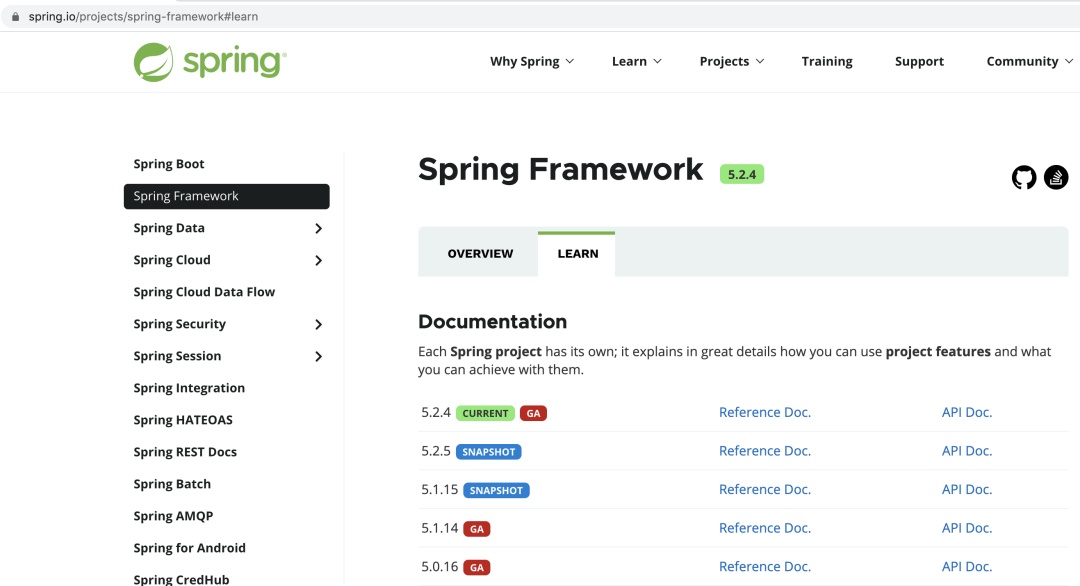 spring.io/projects/spring-framework#learn
spring
Why Spring Learn Projects Training Support Community
Spring Boot
Spring Framework
Spring Data
Spring Cloud
Spring Cloud Data Flow
Spring Security
Spring Session
Spring Integration
Spring HATEOAS
Spring REST Docs
Spring Batch
Spring AMQP
Spring for Android
Spring CredHub
Spring Framework 5.2.4
OVERVIEW LEARN
Documentation
Each Spring project has its own; it explains in great details how you can use project features and what
you can achieve with them.
5.2.4 CURRENT GA Reference Doc. API Doc.
5.2.5 SNAPSHOT Reference Doc. API Doc.
5.1.15 SNAPSHOT Reference Doc. API Doc.
5.1.14 GA Reference Doc. API Doc.
5.0.16 GA Reference Doc. API Doc.